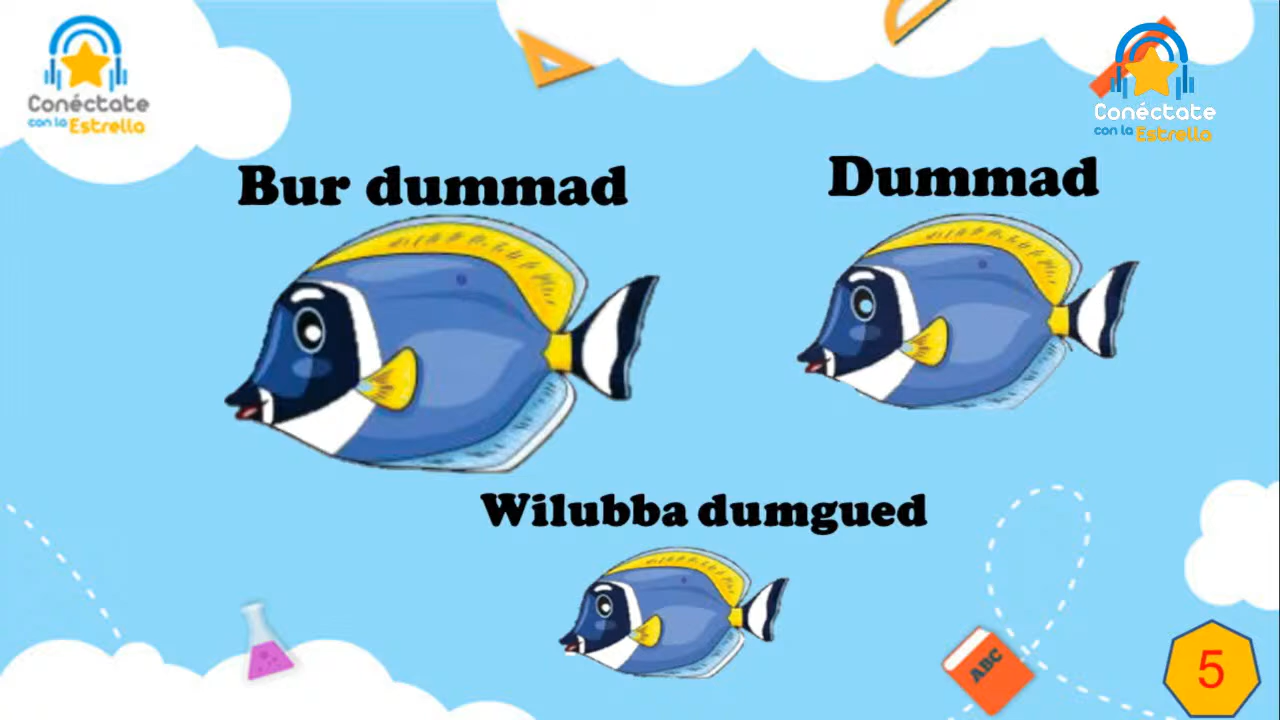 Conéctate
con la Estrella
Conéctate
con la Estrella
Bur dummad
Dummad
Wilubba dumgued
ABC
5